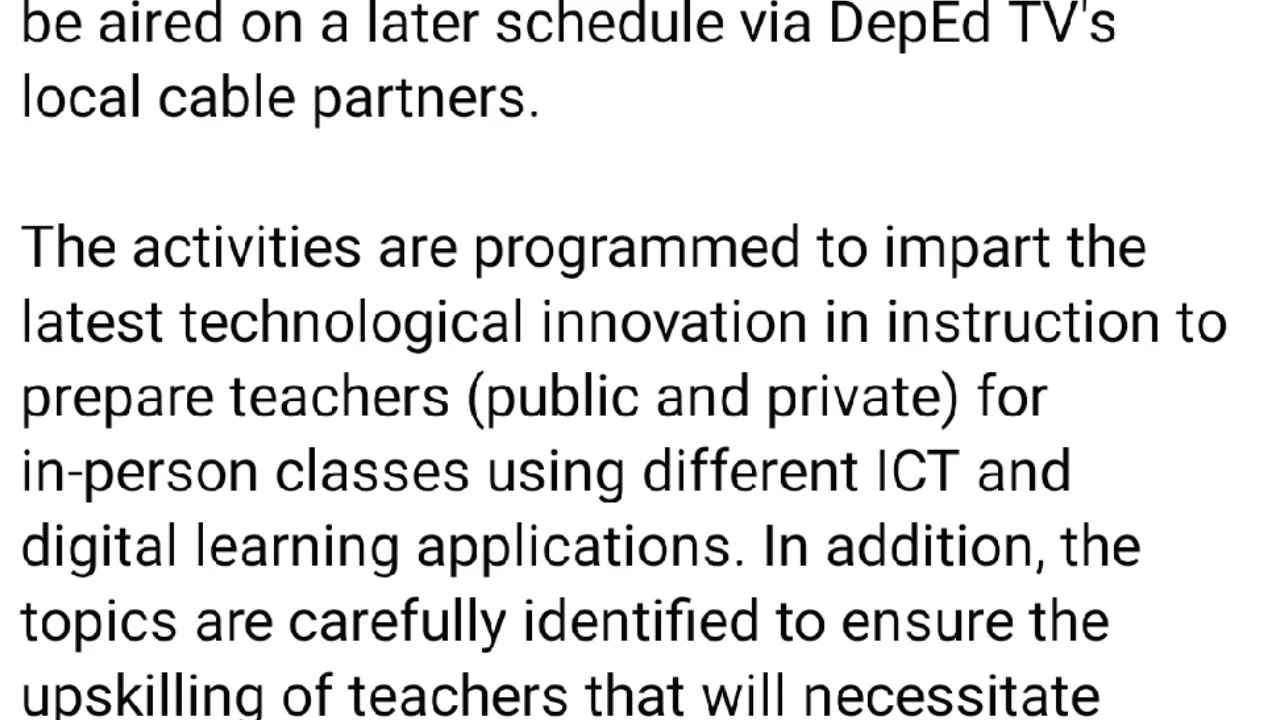 be aired on a later schedule via DepEd TV's
local cable partners.
The activities are programmed to impart the
latest technological innovation in instruction to
prepare teachers (public and private) for
in-person classes using different ICT and
digital learning applications. In addition, the
topics are carefully identified to ensure the
upskilling of teachers that will necessitate